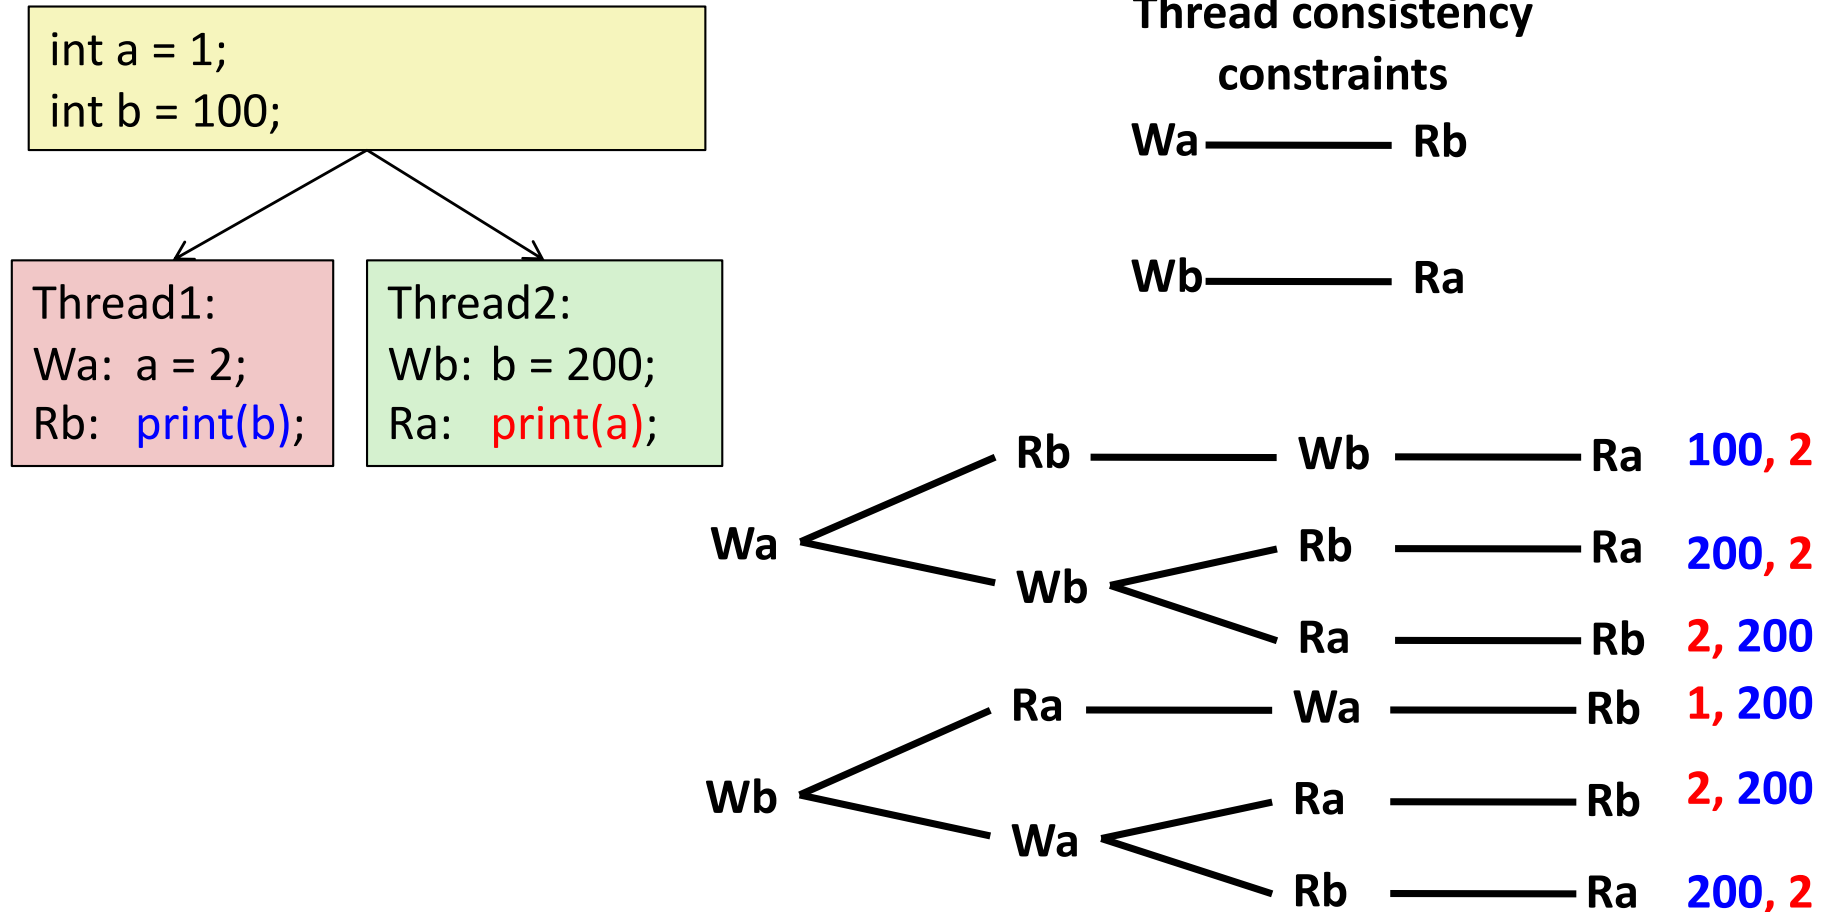 int a = 1;
int b = 100;
Thread consistency
constraints
Wa Rb
Wb Ra
Thread1:
Wa: a = 2;
Rb: print(b);
Thread2:
Wb: b = 200;
Ra: print(a);
Rb Wb Ra 100, 2
Wa
Rb Ra 200, 2
Wb
Ra Rb 2, 200
Ra Wa Rb 1, 200
Wb
Ra Rb 2, 200
Wa
Rb Ra 200, 2